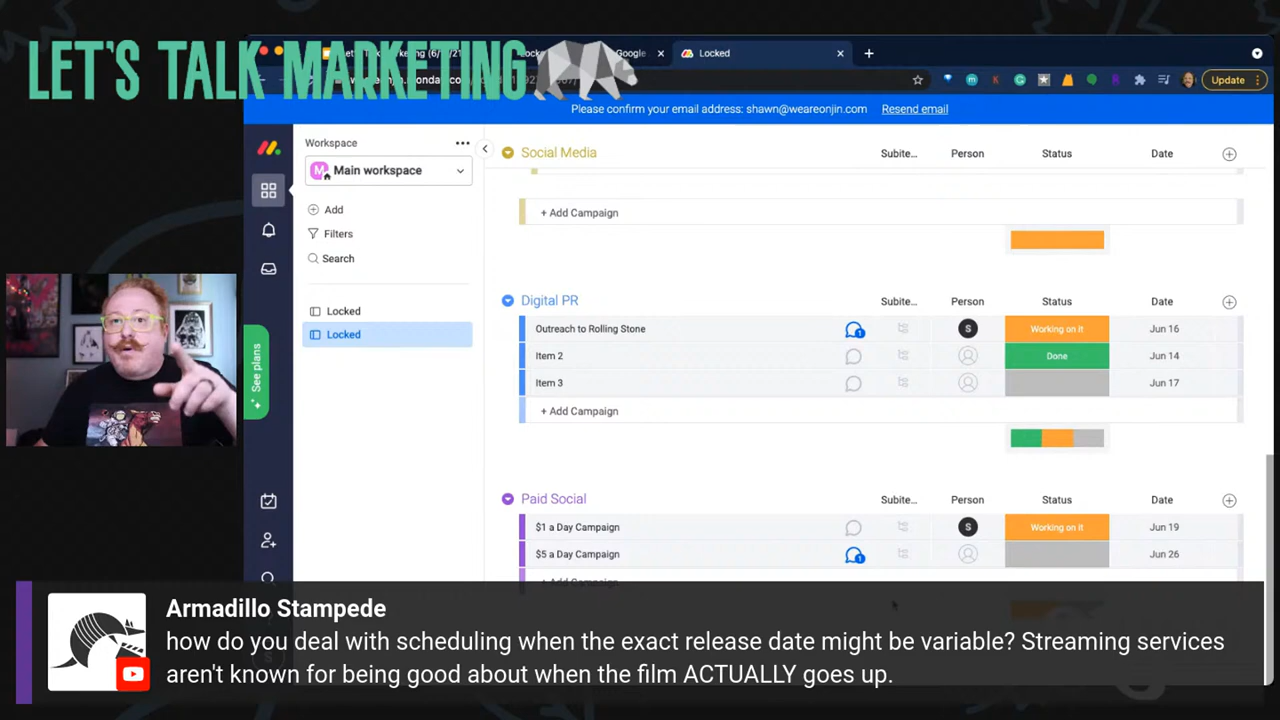 LET'S TALK MARKETING
Google
Locked
Update
Please confirm your email address: shawn@weareonjin.com Resend email
Workspace
M Main workspace
Add
Filters
Search
Locked
Locked
See plans
Social Media Subite... Person Status Date
+ Add Campaign
Digital PR Subite... Person Status Date
Outreach to Rolling Stone 1 S Working on it Jun 16
Item 2 Done Jun 14
Item 3 Jun 17
+ Add Campaign
Paid Social Subite... Person Status Date
$1 a Day Campaign S Working on it Jun 19
$5 a Day Campaign 1 Jun 26
+ Add Campaign
Armadillo Stampede
how do you deal with scheduling when the exact release date might be variable? Streaming services
aren't known for being good about when the film ACTUALLY goes up.